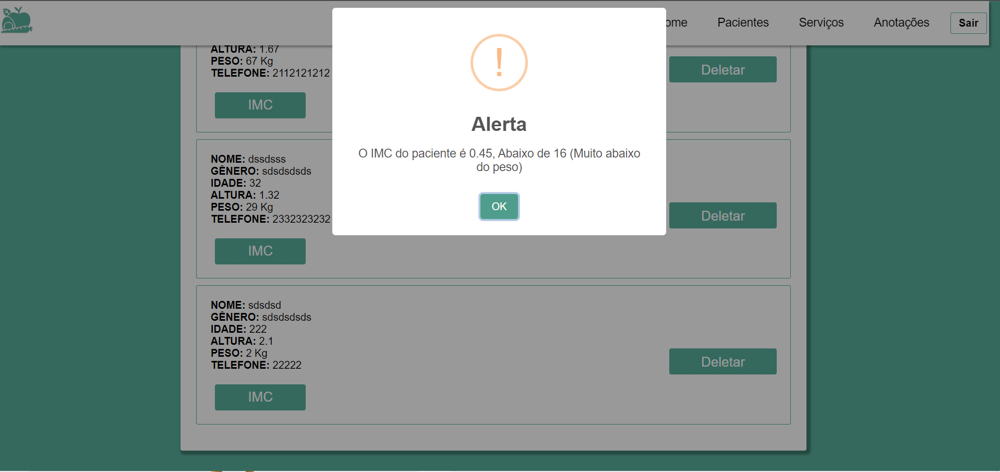 ome Pacientes Serviços Anotações Sair
ALTURA: 1.67
PESO: 67 Kg
TELEFONE: 2112121212
Deletar
IMC
!
Alerta
O IMC do paciente é 0.45, Abaixo de 16 (Muito abaixo
do peso)
OK
NOME: dssdsss
GÊNERO: sdsdsdsds
IDADE: 32
ALTURA: 1.32
PESO: 29 Kg
TELEFONE: 2332323232
Deletar
IMC
NOME: sdsdsd
GÊNERO: sdsdsdsds
IDADE: 222
ALTURA: 2.1
PESO: 2 Kg
TELEFONE: 22222
Deletar
IMC